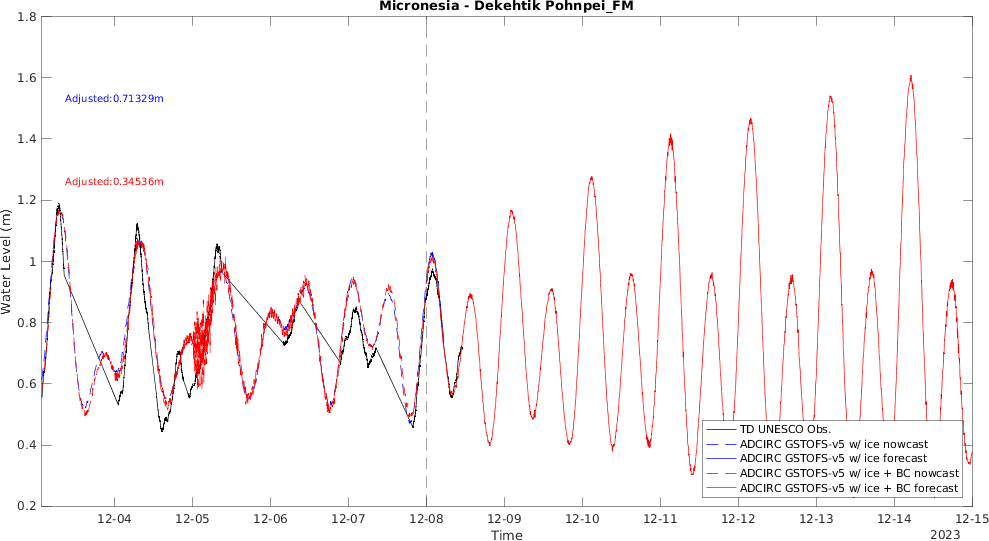 Micronesia - Dekehtik Pohnpei_FM
1.8
1.6
1.4
1.2
1
0.8
0.6
0.4
0.2
Water Level (m)
Adjusted:0.71329m
Adjusted:0.34536m
TD UNESCO Obs.
ADCIRC GSTOFS-v5 w/ ice nowcast
ADCIRC GSTOFS-v5 w/ ice forecast
ADCIRC GSTOFS-v5 w/ ice + BC nowcast
ADCIRC GSTOFS-v5 w/ ice + BC forecast
12-04 12-05 12-06 12-07 12-08 12-09 12-10 12-11 12-12 12-13 12-14 12-15
Time
2023